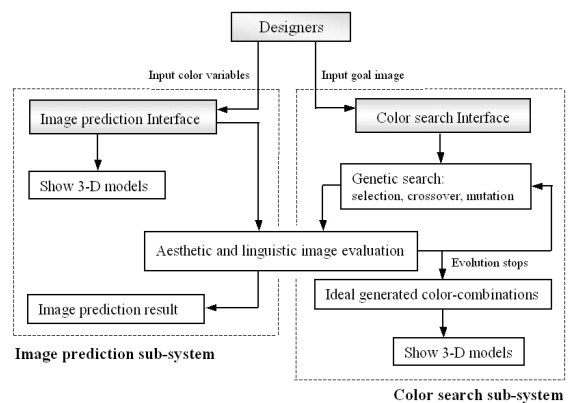 Designers
Input color variables
Input goal image
Image prediction Interface
Color search Interface
Show 3-D models
Genetic search:
selection, crossover, mutation
Aesthetic and linguistic image evaluation
Evolution stops
Image prediction result
Ideal generated color-combinations
Show 3-D models
Image prediction sub-system
Color search sub-system